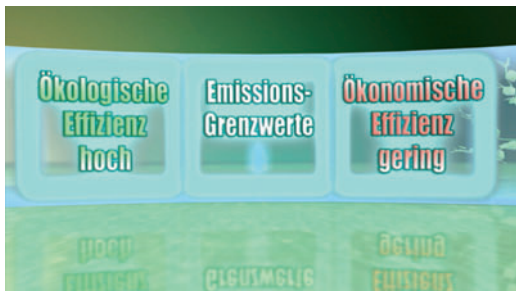 Ökologische
Effizienz
hoch
Emissions-
Grenzwerte
Ökonomische
Effizienz
gering